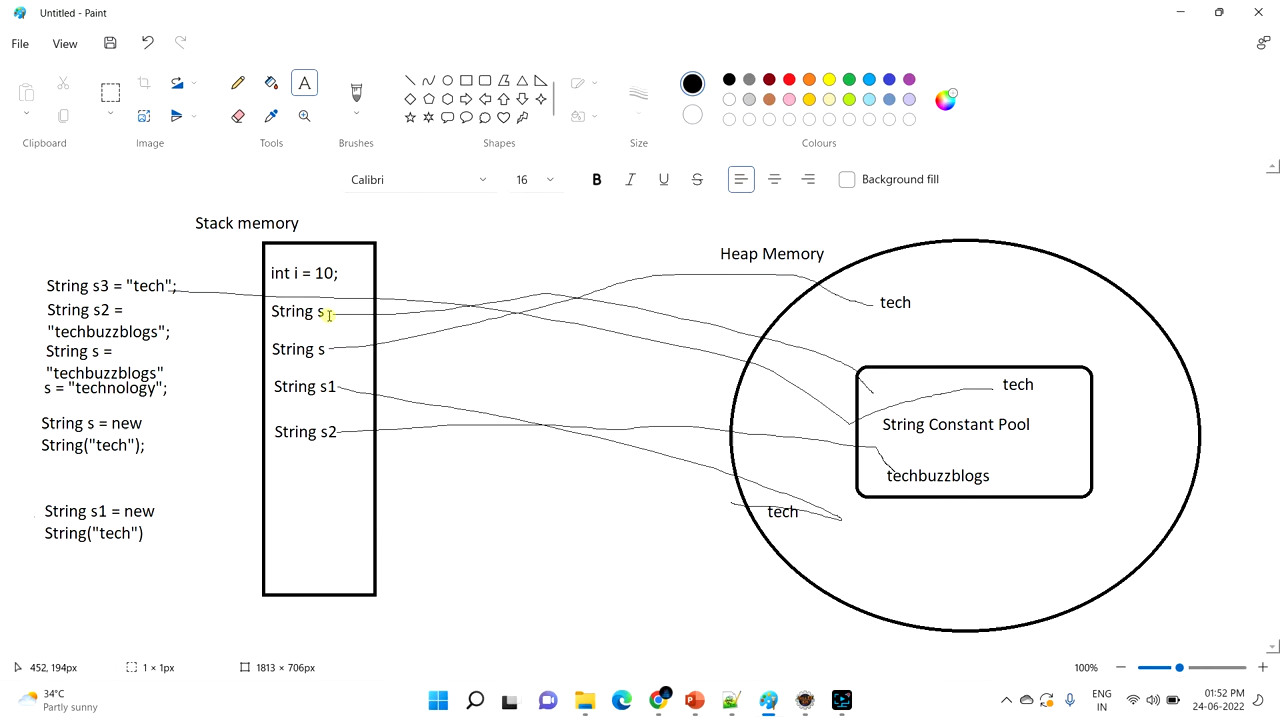 Untitled - Paint
File View
Clipboard Image Tools Brushes Shapes Size Colours
Calibri 16 B I U S Background fill
A
Stack memory
Heap Memory
int i = 10;
String s3 = "tech";
String s2 =
"techbuzzblogs";
String s =
"techbuzzblogs"
s = "technology";
String s = new
String("tech");
String s1 = new
String("tech")
String s
String s
String s1
String s2
tech
tech
String Constant Pool
techbuzzblogs
tech
452, 194px 1 × 1px 1813 × 706px 100%
34°C
Partly sunny
ENG
IN
01:52 PM
24-06-2022